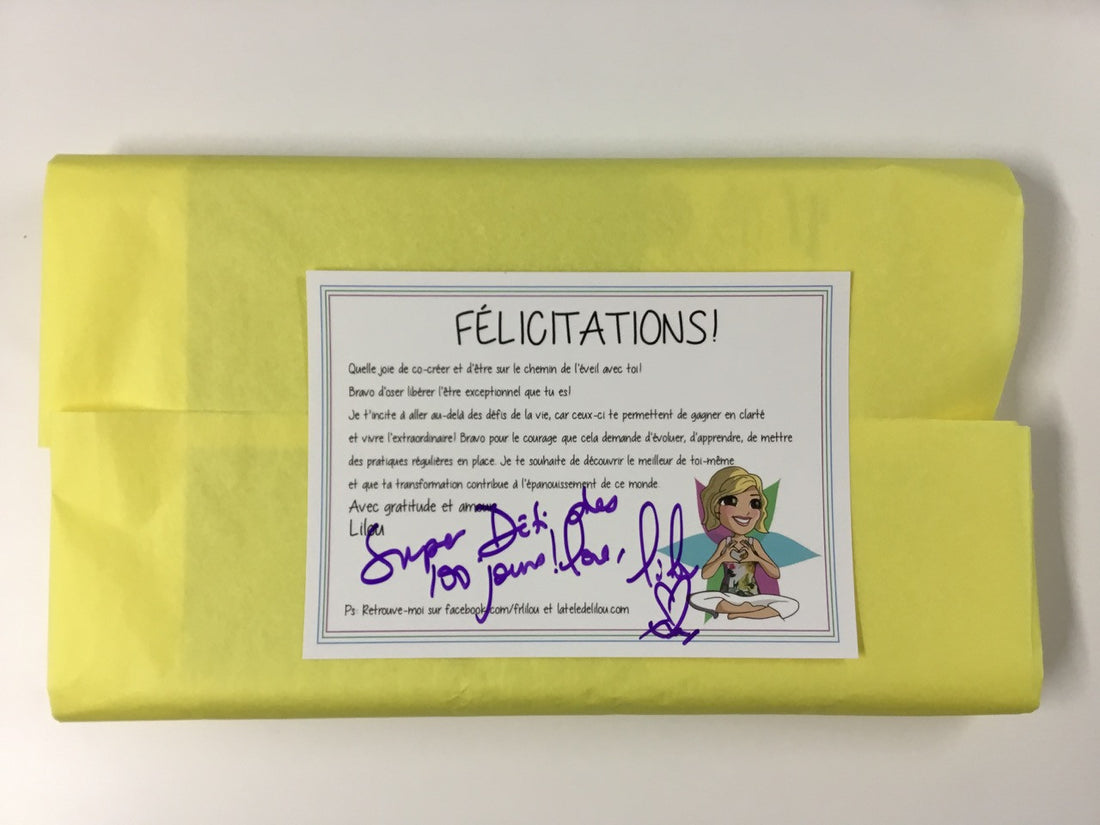 FÉLICITATIONS!
Quelle joie de co-créer et d'être sur le chemin de l'éveil avec toi!
Bravo d'oser libérer l'être exceptionnel que tu es!
Je t'incite à aller au-delà des défis de la vie, car ceux-ci te permettent de gagner en clarté
et vivre l'extraordinaire! Bravo pour le courage que cela demande d'évoluer, d'apprendre, de mettre
des pratiques régulières en place. Je te souhaite de découvrir le meilleur de toi-même
et que ta transformation contribue à l'épanouissement de ce monde.
Avec gratitude et amour
Lilou
Super Défi des
100 jours! love, Lilou
Ps: Retrouve-moi sur facebook.com/frlilou et lateledelilou.com